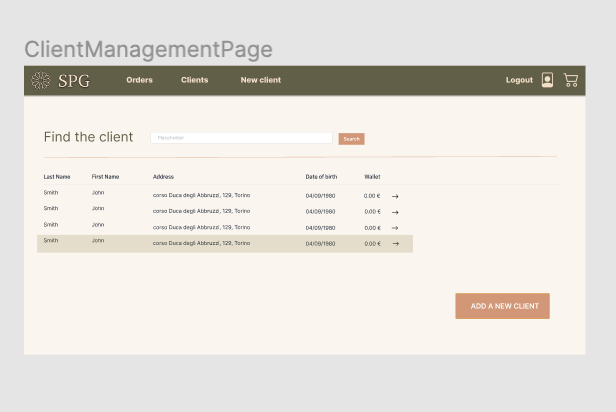 ClientManagementPage
SPG Orders Clients New client Logout
Find the client Placeholder Search
Last Name First Name Address Date of birth Wallet
Smith John corso Duca degli Abbruzzi, 129, Torino 04/09/1980 0.00 € →
Smith John corso Duca degli Abbruzzi, 129, Torino 04/09/1980 0.00 € →
Smith John corso Duca degli Abbruzzi, 129, Torino 04/09/1980 0.00 € →
Smith John corso Duca degli Abbruzzi, 129, Torino 04/09/1980 0.00 € →
ADD A NEW CLIENT